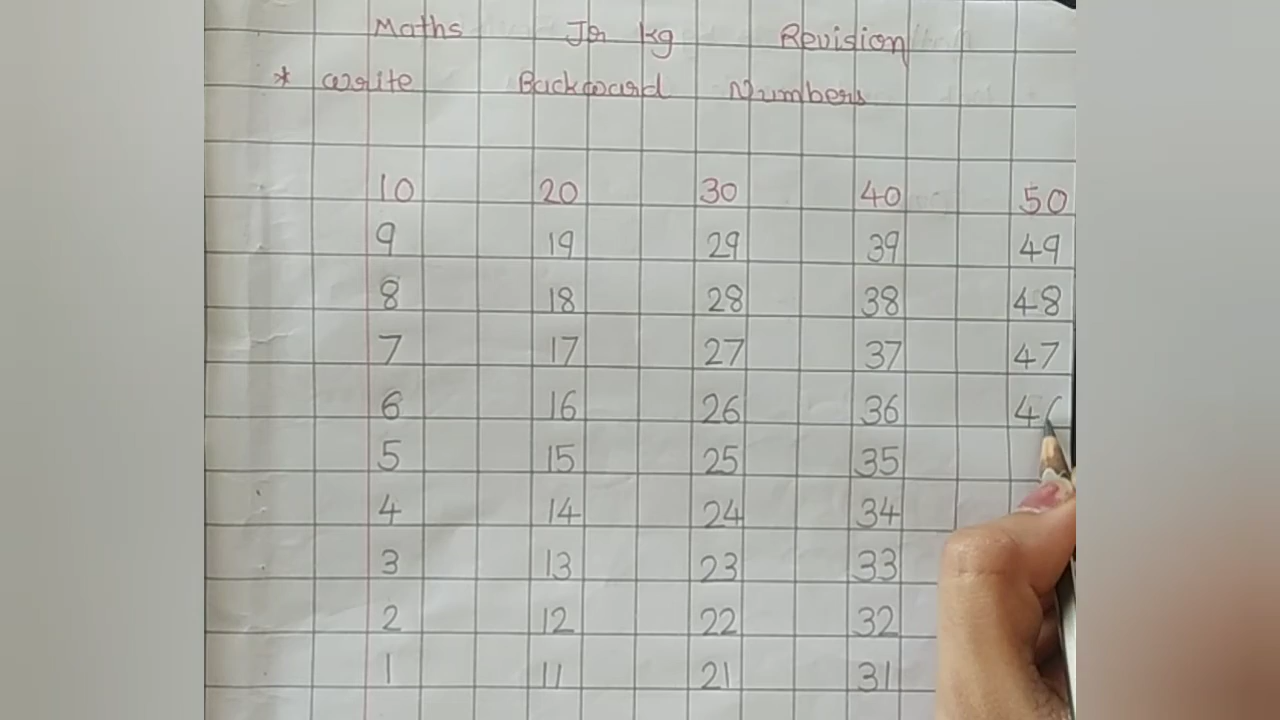 Maths Jr kg Revision
* Write Backward Numbers
10 20 30 40 50
9 19 29 39 49
8 18 28 38 48
7 17 27 37 47
6 16 26 36 46
5 15 25 35
4 14 24 34
3 13 23 33
2 12 22 32
1 11 21 31